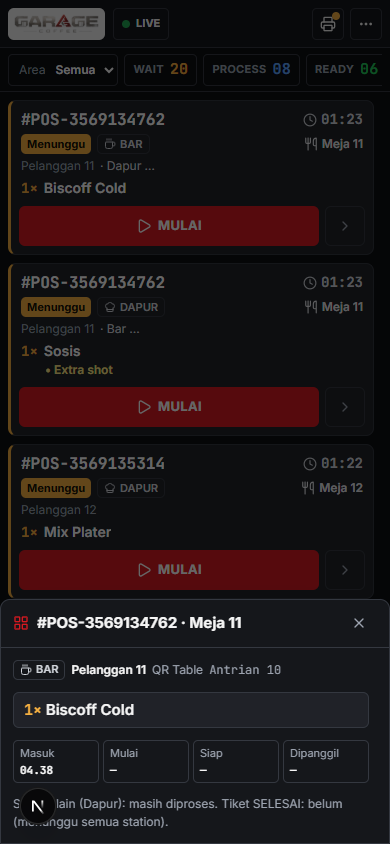 GARAGE
COFFEE
LIVE
Area Semua WAIT 20 PROCESS 08 READY 06
#POS-3569134762 01:23
Menunggu BAR Meja 11
Pelanggan 11 · Dapur ...
1× Biscoff Cold
MULAI
#POS-3569134762 01:23
Menunggu DAPUR Meja 11
Pelanggan 11 · Bar ...
1× Sosis
• Extra shot
MULAI
#POS-3569135314 01:22
Menunggu DAPUR Meja 12
Pelanggan 12
1× Mix Plater
MULAI
#POS-3569134762 · Meja 11
BAR Pelanggan 11 QR Table Antrian 10
1× Biscoff Cold
Masuk Mulai Siap Dipanggil
04.38 – – –
N
lain (Dapur): masih diproses. Tiket SELESAI: belum
semua station).